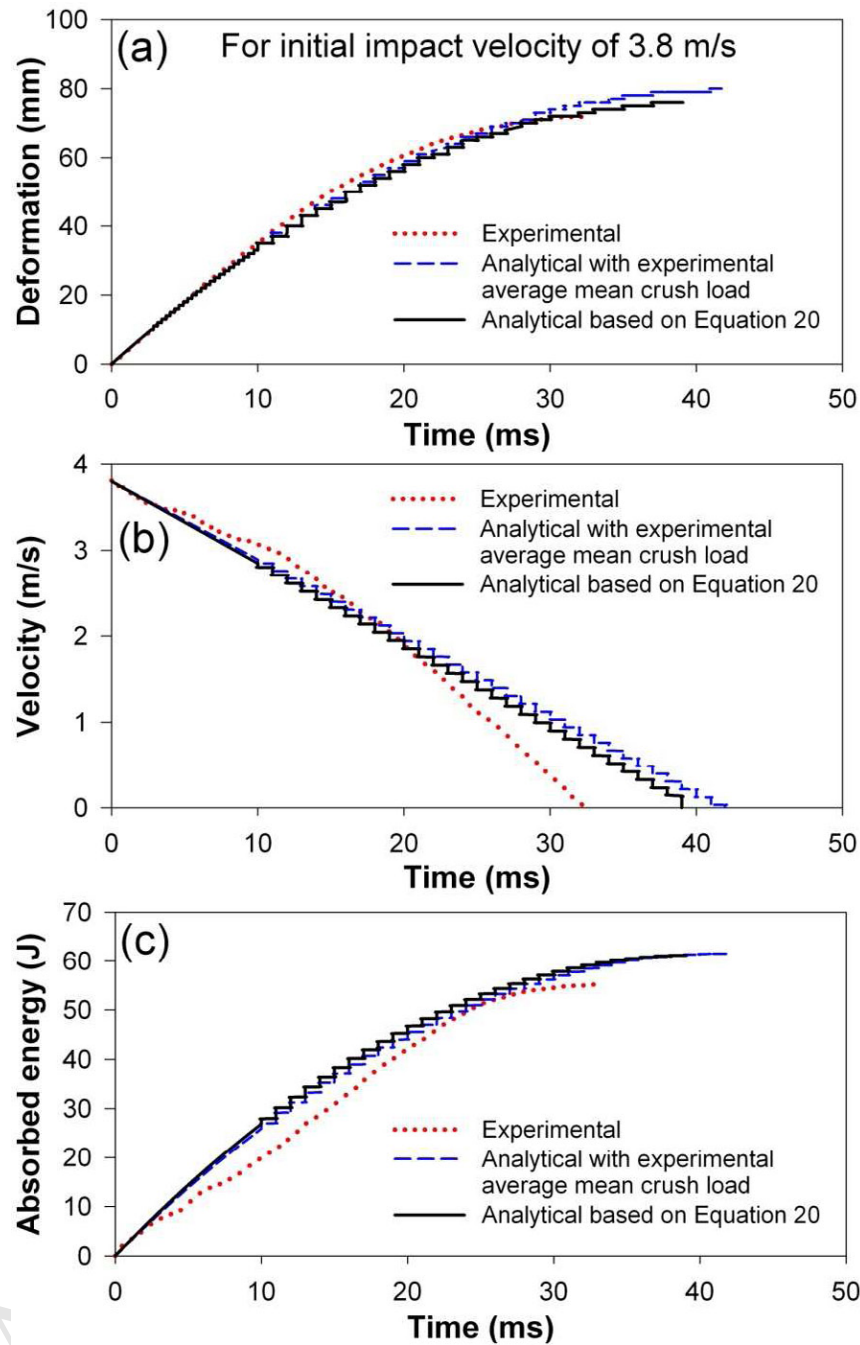 (a) For initial impact velocity of 3.8 m/s
Deformation (mm)
100
80
60
40
20
0
Experimental
Analytical with experimental
average mean crush load
Analytical based on Equation 20
0 10 20 30 40 50
Time (ms)
(b)
Velocity (m/s)
4
3
2
1
0
Experimental
Analytical with experimental
average mean crush load
Analytical based on Equation 20
0 10 20 30 40 50
Time (ms)
(c)
Absorbed energy (J)
70
60
50
40
30
20
10
0
Experimental
Analytical with experimental
average mean crush load
Analytical based on Equation 20
0 10 20 30 40 50
Time (ms)